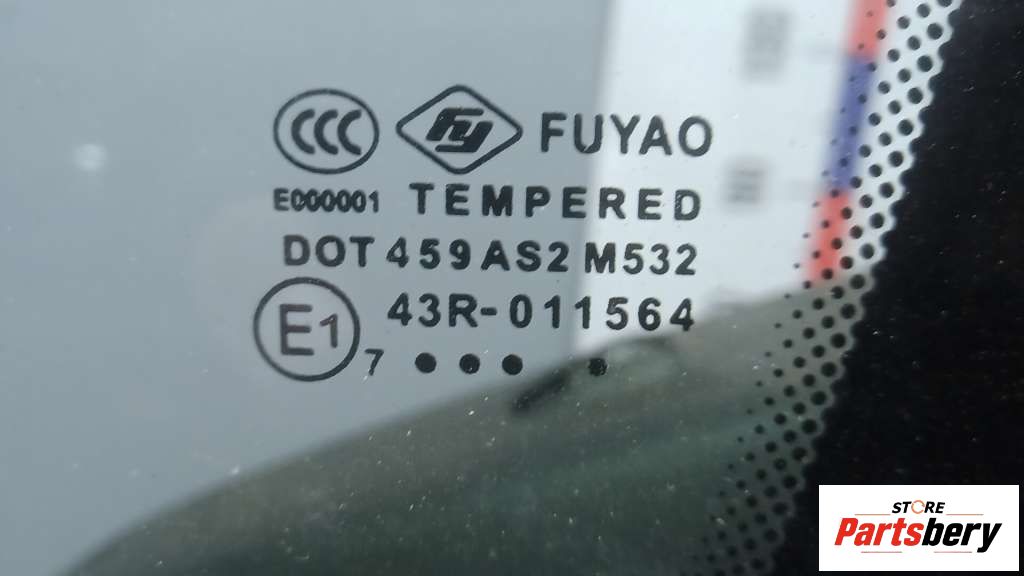 CCC fy FUYAO
E000001 TEMPERED
DOT 459 AS2 M532
E1 43R-011564
7 ● ● ● ●
STORE
Partsbery